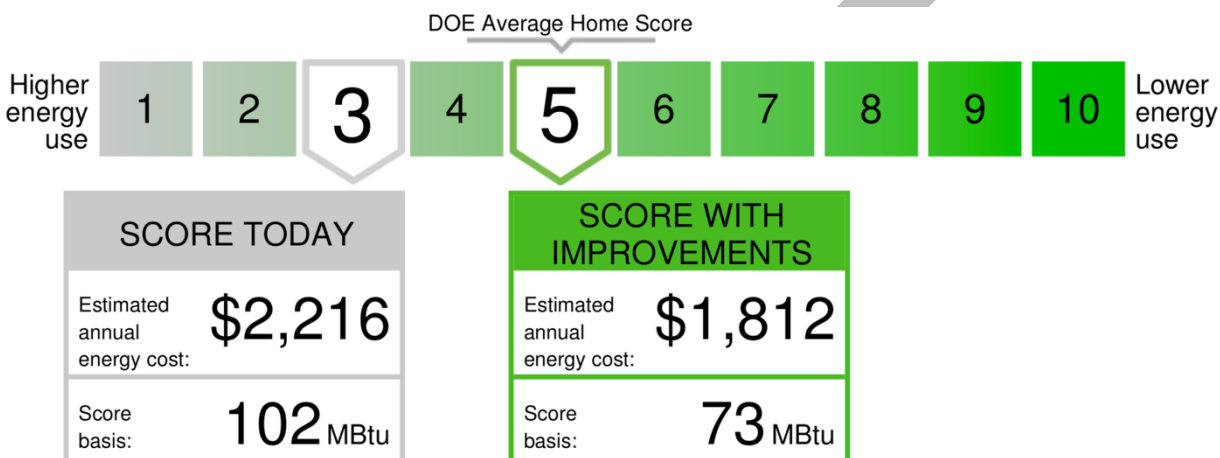 DOE Average Home Score
Higher
energy
use
1 2 3 4 5 6 7 8 9 10
Lower
energy
use
SCORE TODAY
Estimated
annual
energy cost:
$2,216
Score
basis:
102 MBtu
SCORE WITH
IMPROVEMENTS
Estimated
annual
energy cost:
$1,812
Score
basis:
73 MBtu